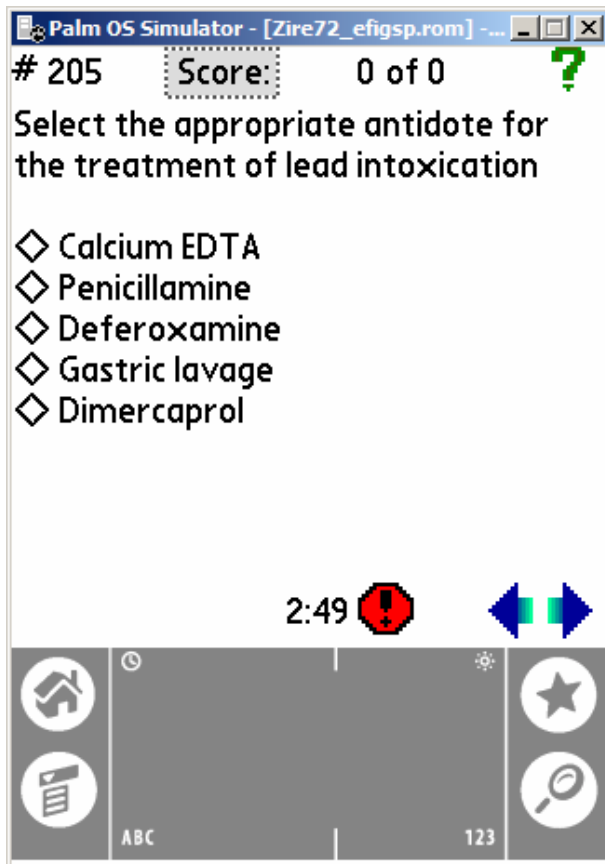 Palm OS Simulator - [Zire72_efigsp.rom] -...
# 205 Score: 0 of 0 ?
Select the appropriate antidote for
the treatment of lead intoxication
Calcium EDTA
Penicillamine
Deferoxamine
Gastric lavage
Dimercaprol
2:49 !
ABC 123